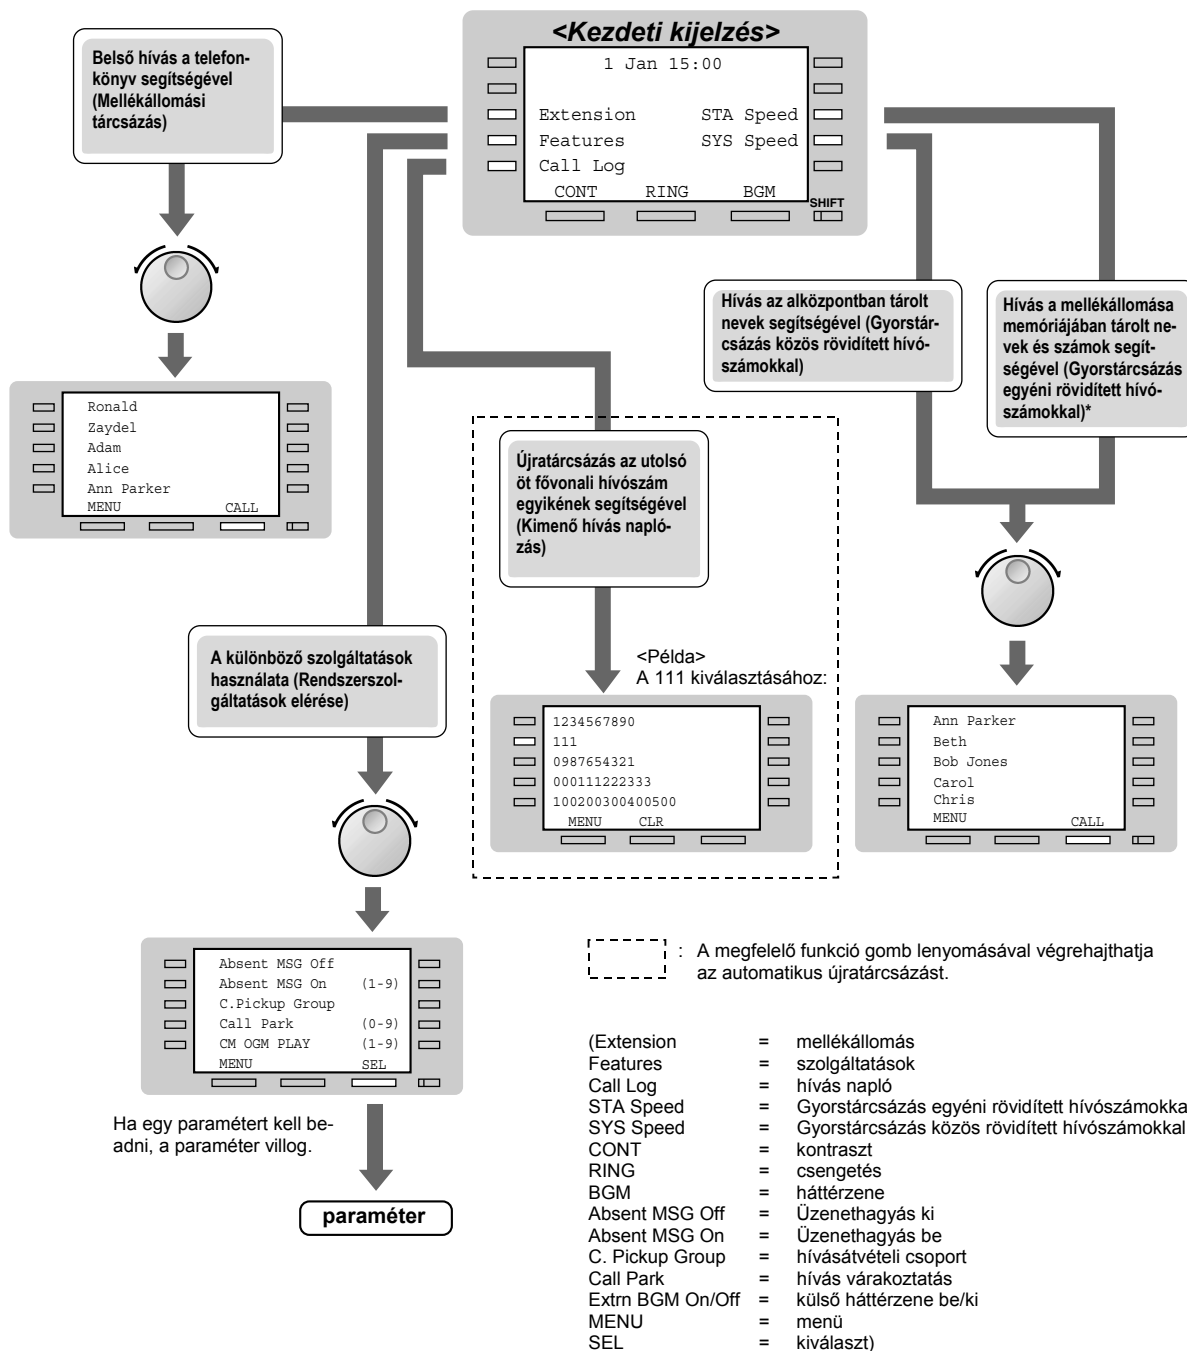 <Kezdeti kijelzés>
1 Jan 15:00
Extension STA Speed
Features SYS Speed
Call Log
CONT RING BGM
SHIFT
Belső hívás a telefon-
könyv segítségével
(Mellékállomási
tárcsázás)
Ronald
Zaydel
Adam
Alice
Ann Parker
MENU CALL
Hívás az alközpontban tárolt
nevek segítségével (Gyorstár-
csázás közös rövidített hívó-
számokkal)
Hívás a mellékállomása
memóriájában tárolt ne-
vek és számok segít-
ségével (Gyorstárcsázás
egyéni rövidített hívó-
számokkal)*
Újratárcsázás az utolsó
öt fővonali hívószám
egyikének segítségével
(Kimenő hívás napló-
zás)
<Példa>
A 111 kiválasztásához:
1234567890
111
0987654321
000111222333
100200300400500
MENU CLR
Ann Parker
Beth
Bob Jones
Carol
Chris
MENU CALL
A különböző szolgáltatások
használata (Rendszerszol-
gáltatások elérése)
Absent MSG Off
Absent MSG On (1-9)
C.Pickup Group
Call Park (0-9)
CM OGM PLAY (1-9)
MENU SEL
Ha egy paramétert kell be-
adni, a paraméter villog.
paraméter
: A megfelelő funkció gomb lenyomásával végrehajthatja
az automatikus újratárcsázást.
(Extension = mellékállomás
Features = szolgáltatások
Call Log = hívás napló
STA Speed = Gyorstárcsázás egyéni rövidített hívószámokka
SYS Speed = Gyorstárcsázás közös rövidített hívószámokkal
CONT = kontraszt
RING = csengetés
BGM = háttérzene
Absent MSG Off = Üzenethagyás ki
Absent MSG On = Üzenethagyás be
C. Pickup Group = hívásátvételi csoport
Call Park = hívás várakoztatás
Extrn BGM On/Off = külső háttérzene be/ki
MENU = menü
SEL = kiválaszt)